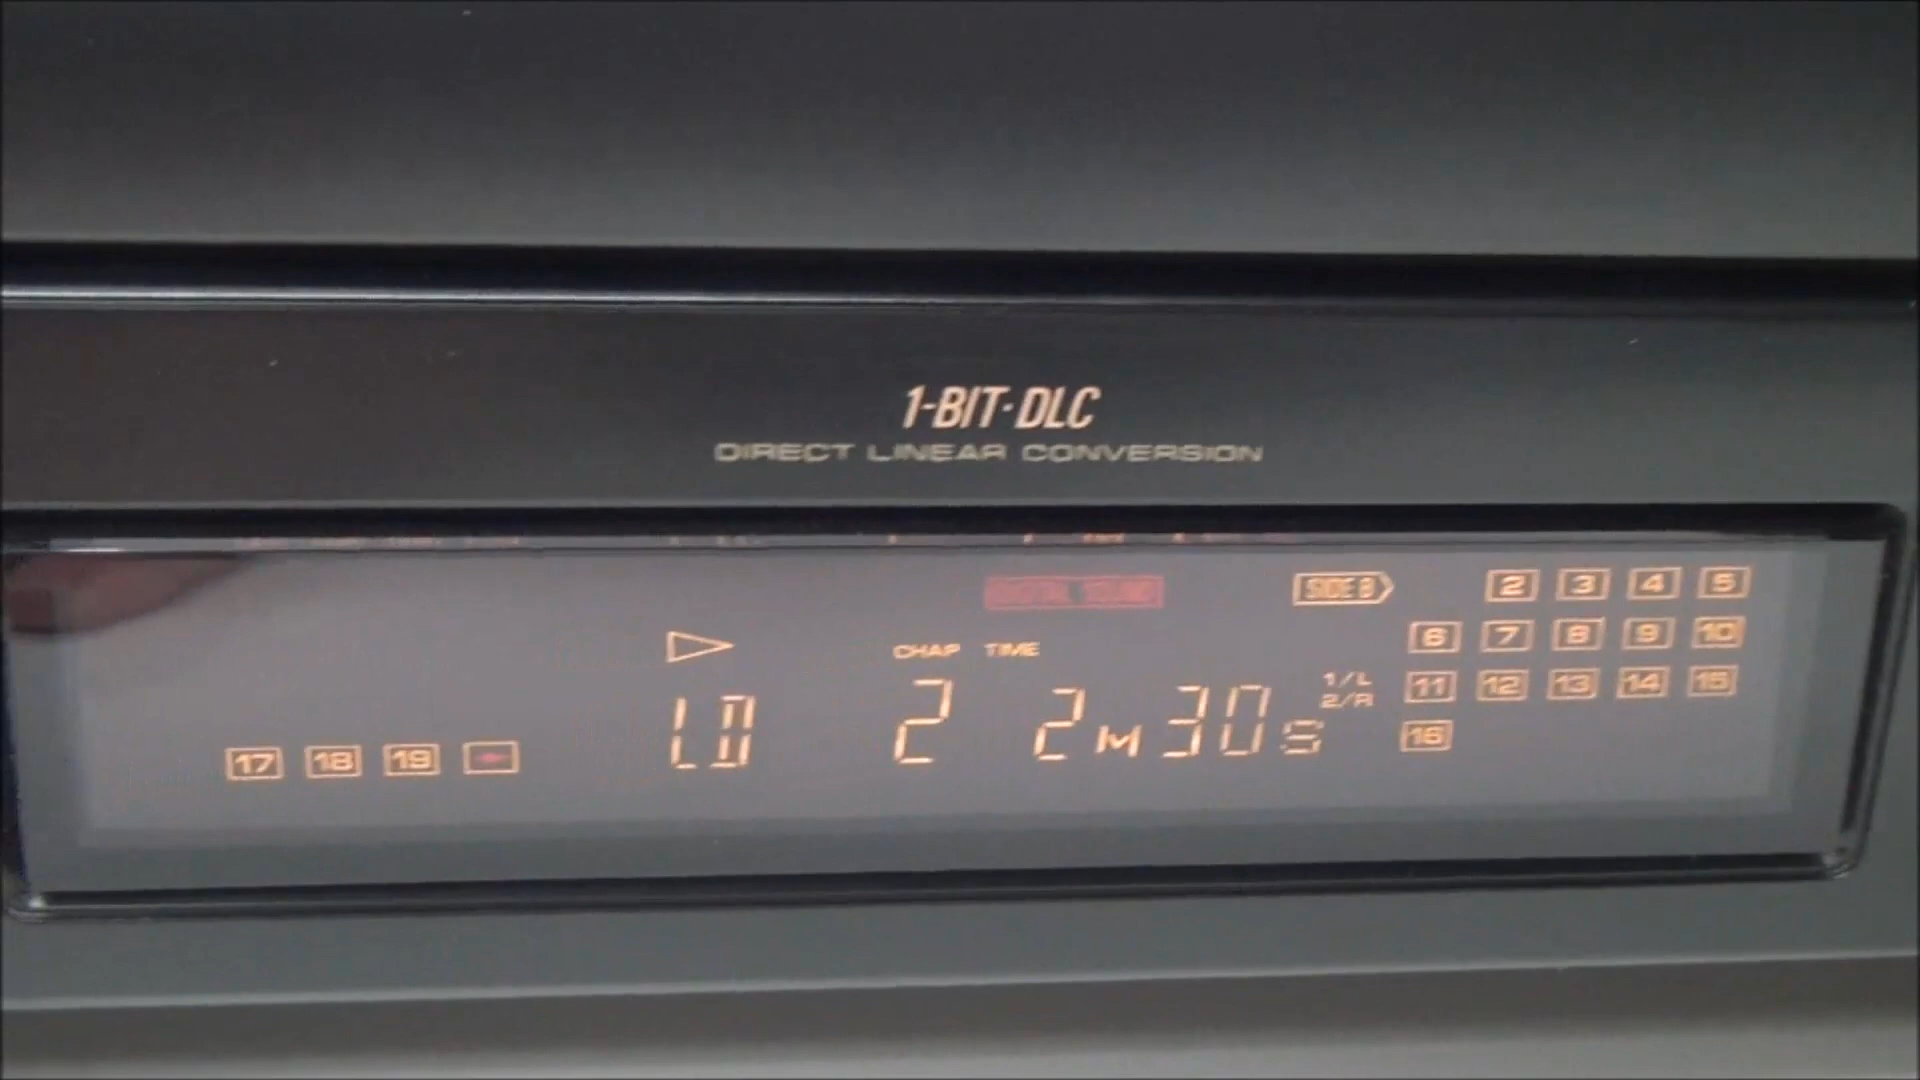 1-BIT·DLC
DIRECT LINEAR CONVERSION
DIGITAL SOUND
SIDE B
2 3 4 5
CHAP TIME
6 7 8 9 10
LD 2 2M30S
1/L
2/R
11 12 13 14 15
17 18 19
16